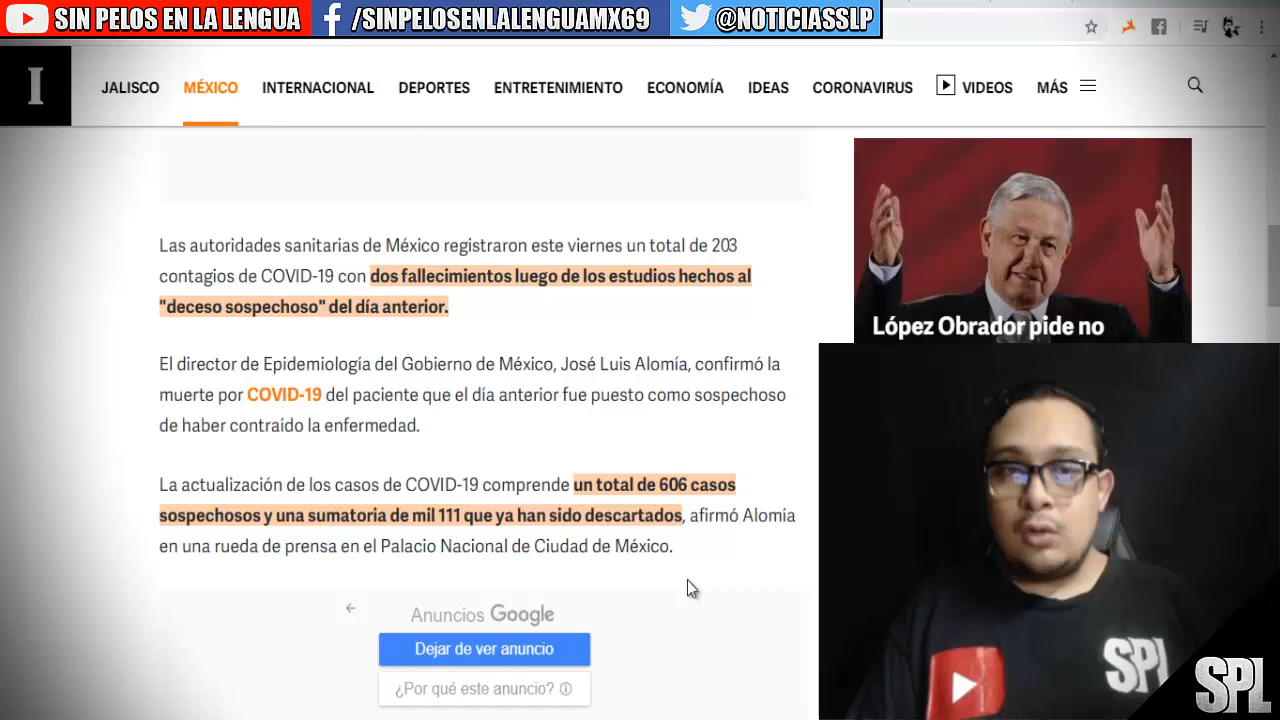 SIN PELOS EN LA LENGUA
f /SINPELOSENLALENGUAMX69
@NOTICIASSLP
I
JALISCO MÉXICO INTERNACIONAL DEPORTES ENTRETENIMIENTO ECONOMÍA IDEAS CORONAVIRUS VIDEOS MÁS
Las autoridades sanitarias de México registraron este viernes un total de 203
contagios de COVID-19 con dos fallecimientos luego de los estudios hechos al
"deceso sospechoso" del día anterior.
El director de Epidemiología del Gobierno de México, José Luis Alomía, confirmó la
muerte por COVID-19 del paciente que el día anterior fue puesto como sospechoso
de haber contraído la enfermedad.
La actualización de los casos de COVID-19 comprende un total de 606 casos
sospechosos y una sumatoria de mil 111 que ya han sido descartados, afirmó Alomía
en una rueda de prensa en el Palacio Nacional de Ciudad de México.
Anuncios Google
Dejar de ver anuncio
¿Por qué este anuncio?
López Obrador pide no
SPL
SPL